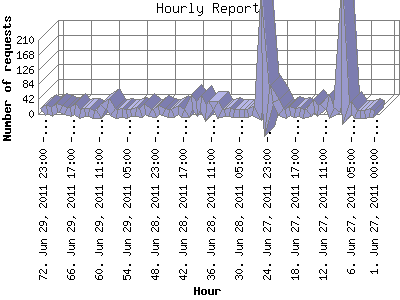 Hourly Report
Number of requests
210
168
126
84
42
0
72. Jun 29, 2011 23:00 -...
66. Jun 29, 2011 17:00 -...
60. Jun 29, 2011 11:00 -...
54. Jun 29, 2011 05:00 -...
48. Jun 28, 2011 23:00 -...
42. Jun 28, 2011 17:00 -...
36. Jun 28, 2011 11:00 -...
30. Jun 28, 2011 05:00 -...
24. Jun 27, 2011 23:00 -...
18. Jun 27, 2011 17:00 -...
12. Jun 27, 2011 11:00 -...
6. Jun 27, 2011 05:00 -...
1. Jun 27, 2011 00:00 -...
Hour